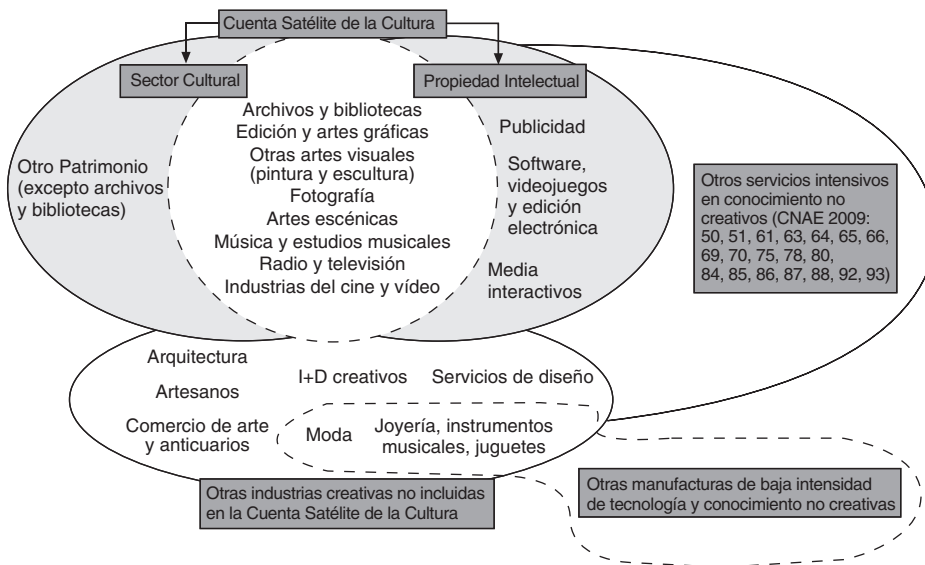 Cuenta Satélite de la Cultura
Sector Cultural
Propiedad Intelectual
Otro Patrimonio
(excepto archivos
y bibliotecas)
Archivos y bibliotecas
Edición y artes gráficas
Otras artes visuales
(pintura y escultura)
Fotografía
Artes escénicas
Música y estudios musicales
Radio y televisión
Industrias del cine y vídeo
Publicidad
Software,
videojuegos
y edición
electrónica
Media
interactivos
Otros servicios intensivos
en conocimiento no
creativos (CNAE 2009:
50, 51, 61, 63, 64, 65, 66,
69, 70, 75, 78, 80,
84, 85, 86, 87, 88, 92, 93)
Arquitectura
Artesanos
Comercio de arte
y anticuarios
I+D creativos
Servicios de diseño
Moda
Joyería, instrumentos
musicales, juguetes
Otras industrias creativas no incluidas
en la Cuenta Satélite de la Cultura
Otras manufacturas de baja intensidad
de tecnología y conocimiento no creativas